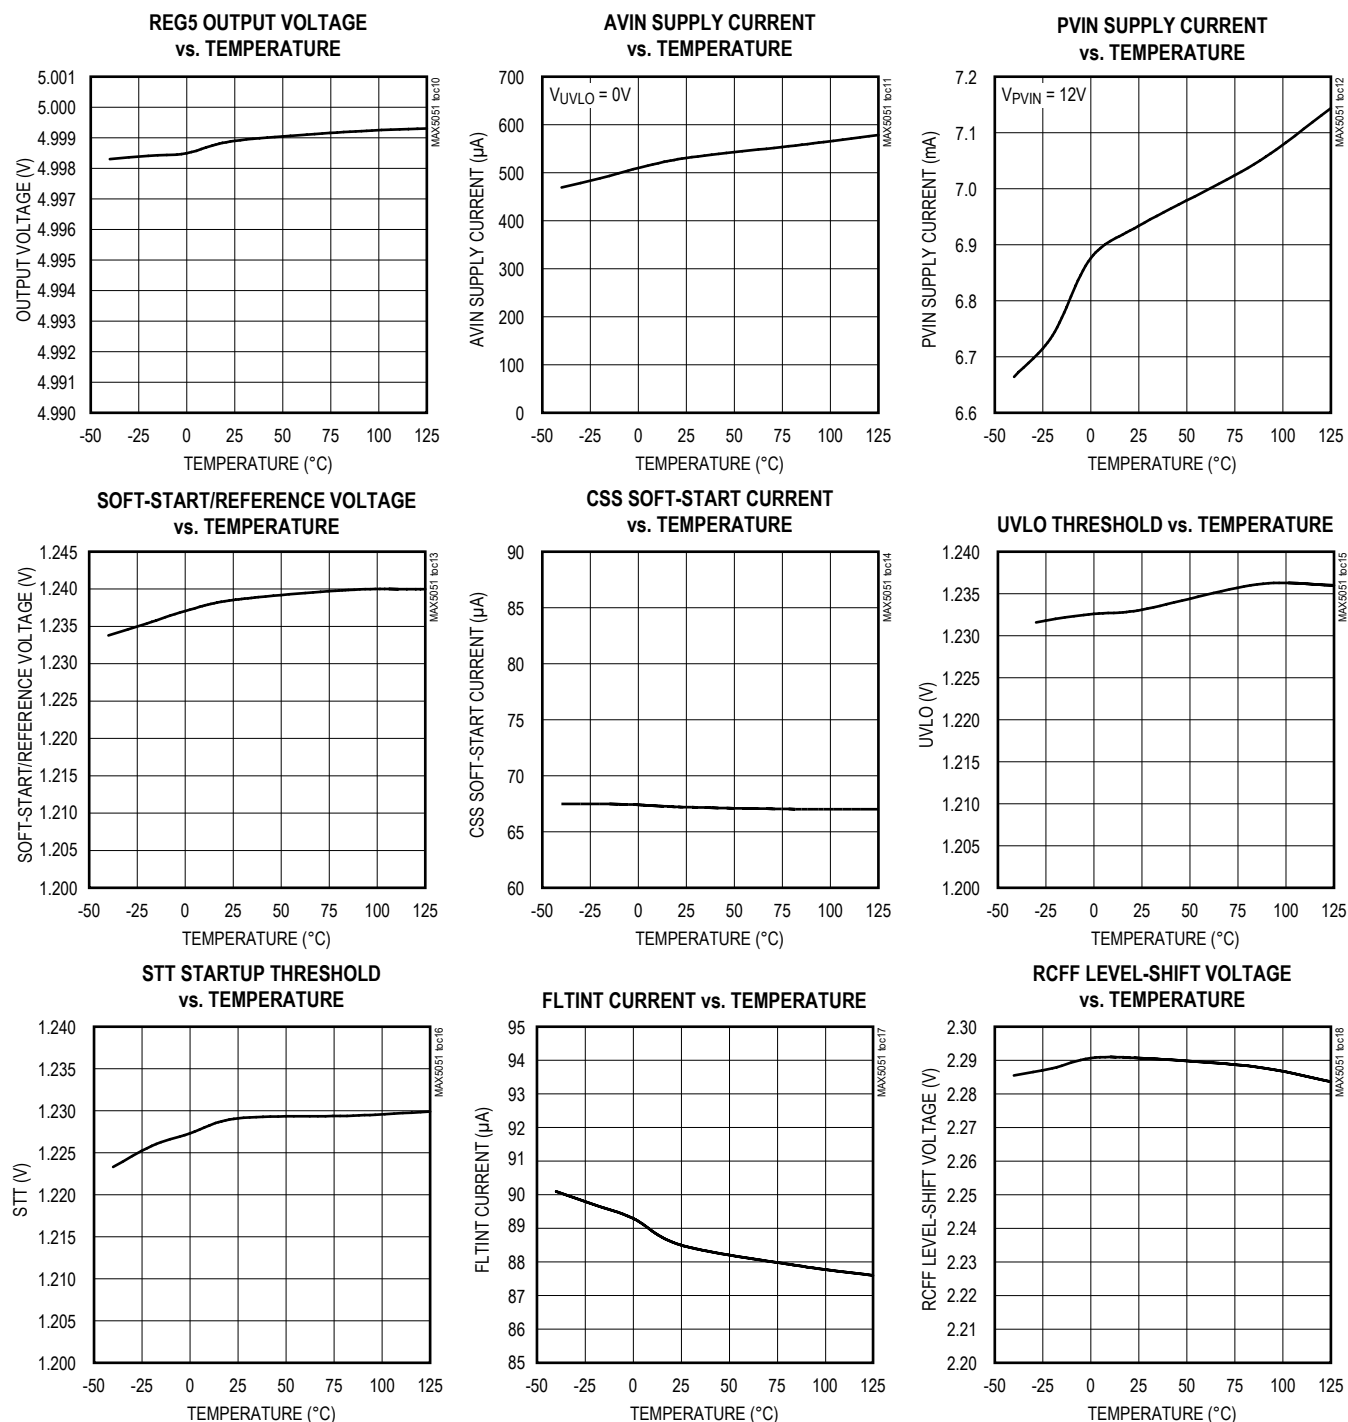 REG5 OUTPUT VOLTAGE
vs. TEMPERATURE
5.001
5.000
4.999
4.998
4.997
4.996
4.995
4.994
4.993
4.992
4.991
4.990
OUTPUT VOLTAGE (V)
MAX5051 toc10
-50 -25 0 25 50 75 100 125
TEMPERATURE (°C)
AVIN SUPPLY CURRENT
vs. TEMPERATURE
700
600
500
400
300
200
100
0
AVIN SUPPLY CURRENT (µA)
VUVLO = 0V
MAX5051 toc11
-50 -25 0 25 50 75 100 125
TEMPERATURE (°C)
PVIN SUPPLY CURRENT
vs. TEMPERATURE
7.2
7.1
7.0
6.9
6.8
6.7
6.6
PVIN SUPPLY CURRENT (mA)
VPVIN = 12V
MAX5051 toc12
-50 -25 0 25 50 75 100 125
TEMPERATURE (°C)
SOFT-START/REFERENCE VOLTAGE
vs. TEMPERATURE
1.245
1.240
1.235
1.230
1.225
1.220
1.215
1.210
1.205
1.200
SOFT-START/REFERENCE VOLTAGE (V)
MAX5051 toc13
-50 -25 0 25 50 75 100 125
TEMPERATURE (°C)
CSS SOFT-START CURRENT
vs. TEMPERATURE
90
85
80
75
70
65
60
CSS SOFT-START CURRENT (µA)
MAX5051 toc14
-50 -25 0 25 50 75 100 125
TEMPERATURE (°C)
UVLO THRESHOLD vs. TEMPERATURE
1.240
1.235
1.230
1.225
1.220
1.215
1.210
1.205
1.200
UVLO (V)
MAX5051 toc15
-50 -25 0 25 50 75 100 125
TEMPERATURE (°C)
STT STARTUP THRESHOLD
vs. TEMPERATURE
1.240
1.235
1.230
1.225
1.220
1.215
1.210
1.205
1.200
STT (V)
MAX5051 toc16
-50 -25 0 25 50 75 100 125
TEMPERATURE (°C)
FLTINT CURRENT vs. TEMPERATURE
95
94
93
92
91
90
89
88
87
86
85
FLTINT CURRENT (µA)
MAX5051 toc17
-50 -25 0 25 50 75 100 125
TEMPERATURE (°C)
RCFF LEVEL-SHIFT VOLTAGE
vs. TEMPERATURE
2.30
2.29
2.28
2.27
2.26
2.25
2.24
2.23
2.22
2.21
2.20
RCFF LEVEL-SHIFT VOLTAGE (V)
MAX5051 toc18
-50 -25 0 25 50 75 100 125
TEMPERATURE (°C)